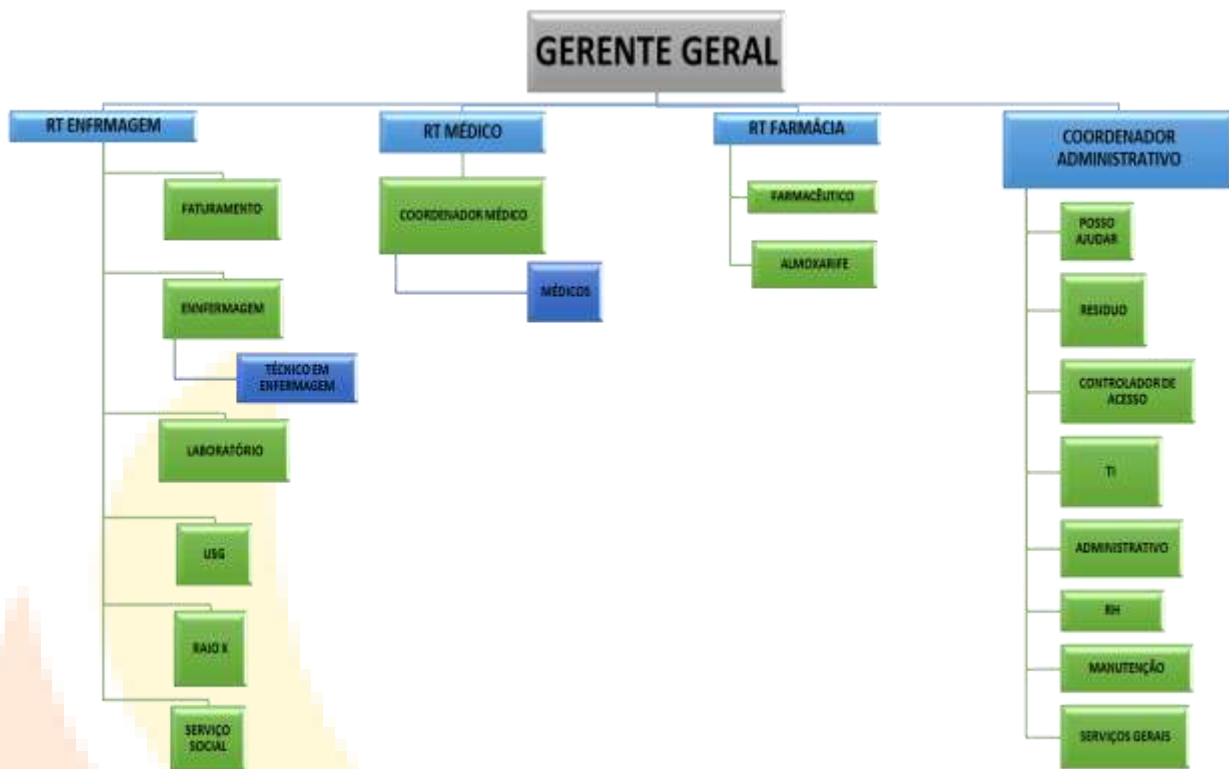 GERENTE GERAL
RT ENFRMAGEM
FATURAMENTO
ENNFERMAGEM
TÉCNICO EM
ENFERMAGEM
LABORATÓRIO
USG
RAIO X
SERVIÇO
SOCIAL
RT MÉDICO
COORDENADOR MÉDICO
MÉDICOS
RT FARMÁCIA
FARMACÊUTICO
ALMOXARIFE
COORDENADOR
ADMINISTRATIVO
POSSO
AJUDAR
RESIDUO
CONTROLADOR DE
ACESSO
TI
ADMINISTRATIVO
RH
MANUTENÇÃO
SERVIÇOS GERAIS